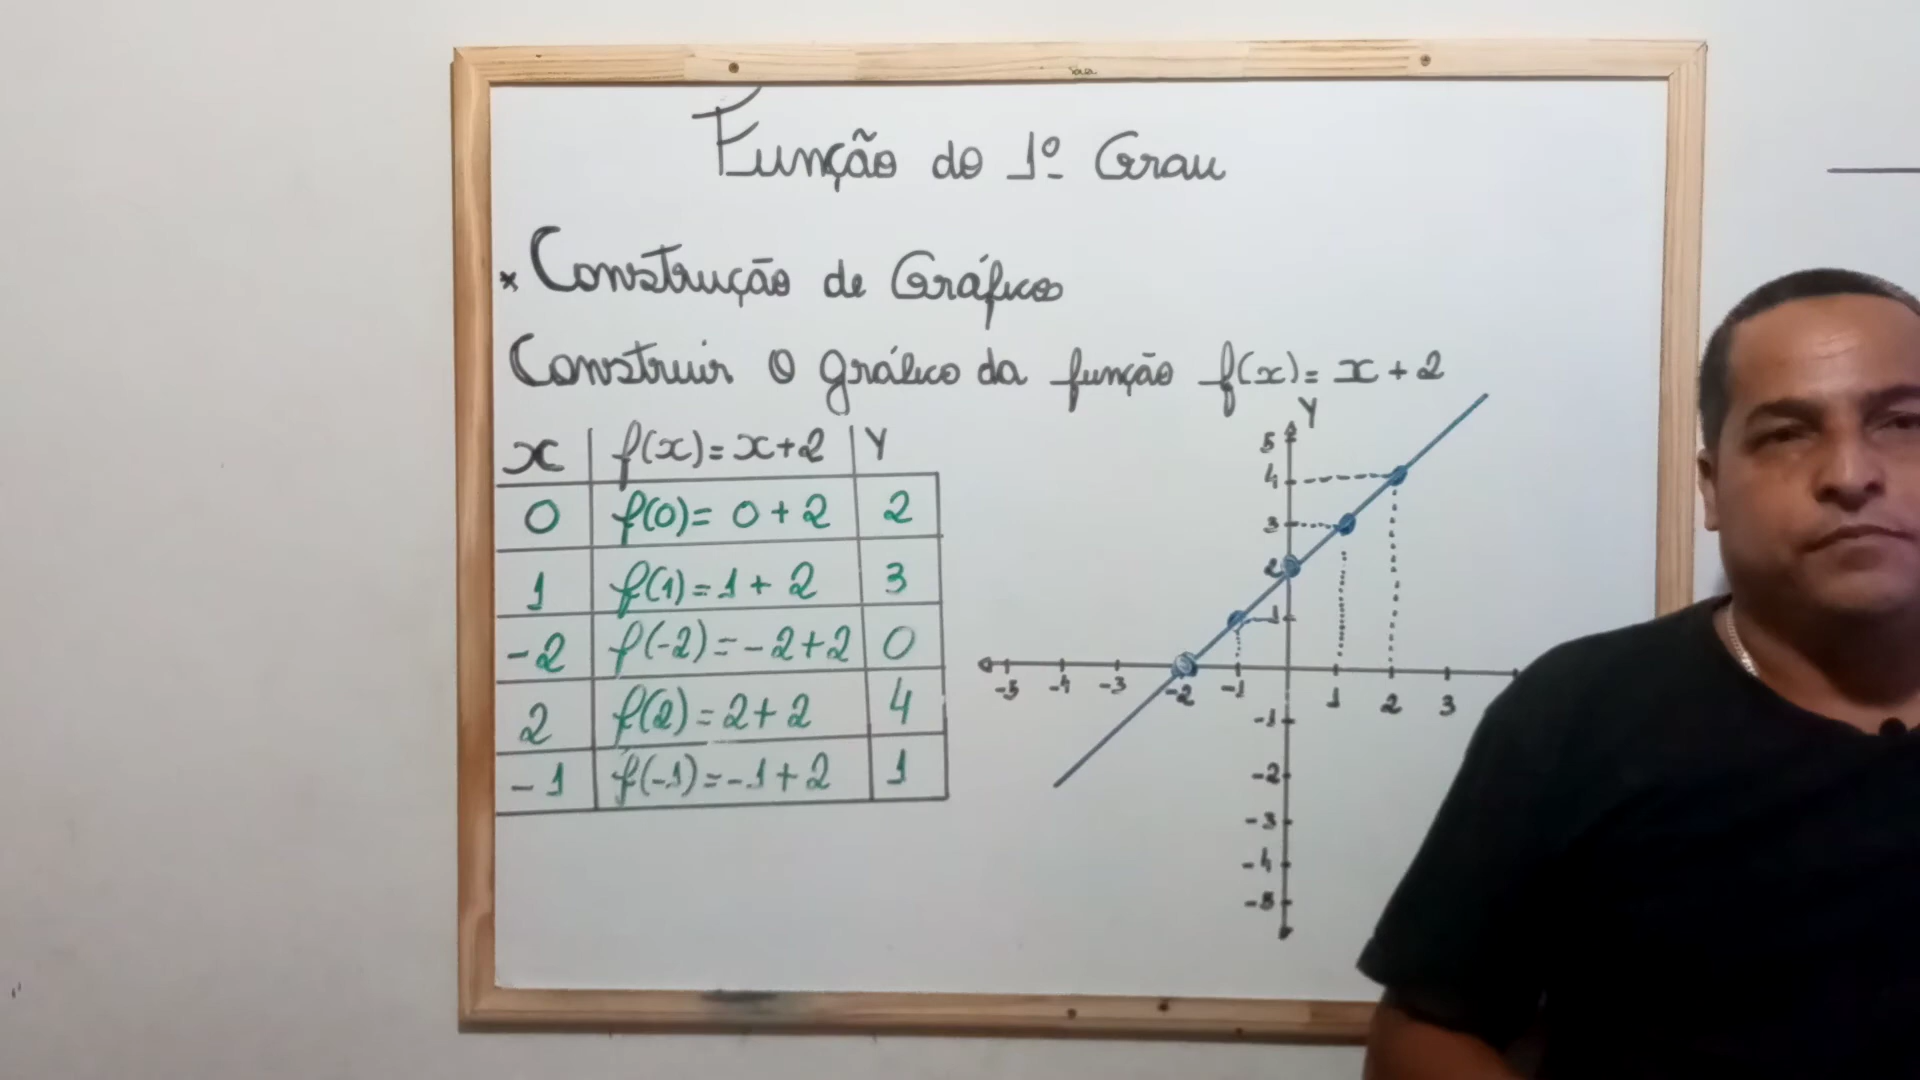 Função do 1º Grau
* Construção de Gráficos
Construir o gráfico da função f(x) = x + 2
x | f(x) = x+2 | Y
0 | f(0) = 0 + 2 | 2
1 | f(1) = 1 + 2 | 3
-2 | f(-2) = -2+2 | 0
2 | f(2) = 2+2 | 4
-1 | f(-1) = -1+2 | 1
Y
5
4
3
2
1
-5 -4 -3 -2 -1 1 2 3
-1
-2
-3
-4
-5